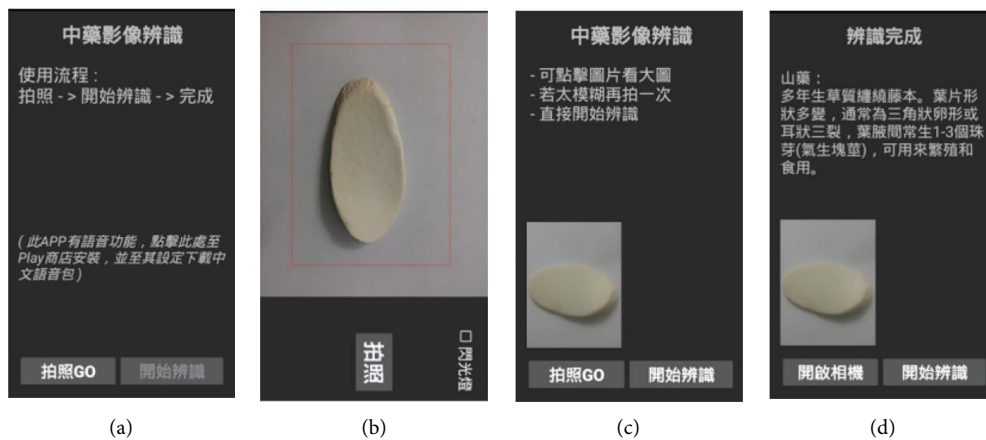 中藥影像辨識
使用流程：
拍照 -> 開始辨識 -> 完成
( 此APP有語音功能，點擊此處至
Play商店安裝，並至其設定下載中
文語音包 )
拍照GO
開始辨識
(a)
拍照
閃光燈
(b)
中藥影像辨識
- 可點擊圖片看大圖
- 若太模糊再拍一次
- 直接開始辨識
拍照GO
開始辨識
(c)
辨識完成
山藥：
多年生草質纏繞藤本。葉片形
狀多變，通常為三角狀卵形或
耳狀三裂，葉腋間常生1-3個珠
芽(氣生塊莖)，可用來繁殖和
食用。
開啟相機
開始辨識
(d)